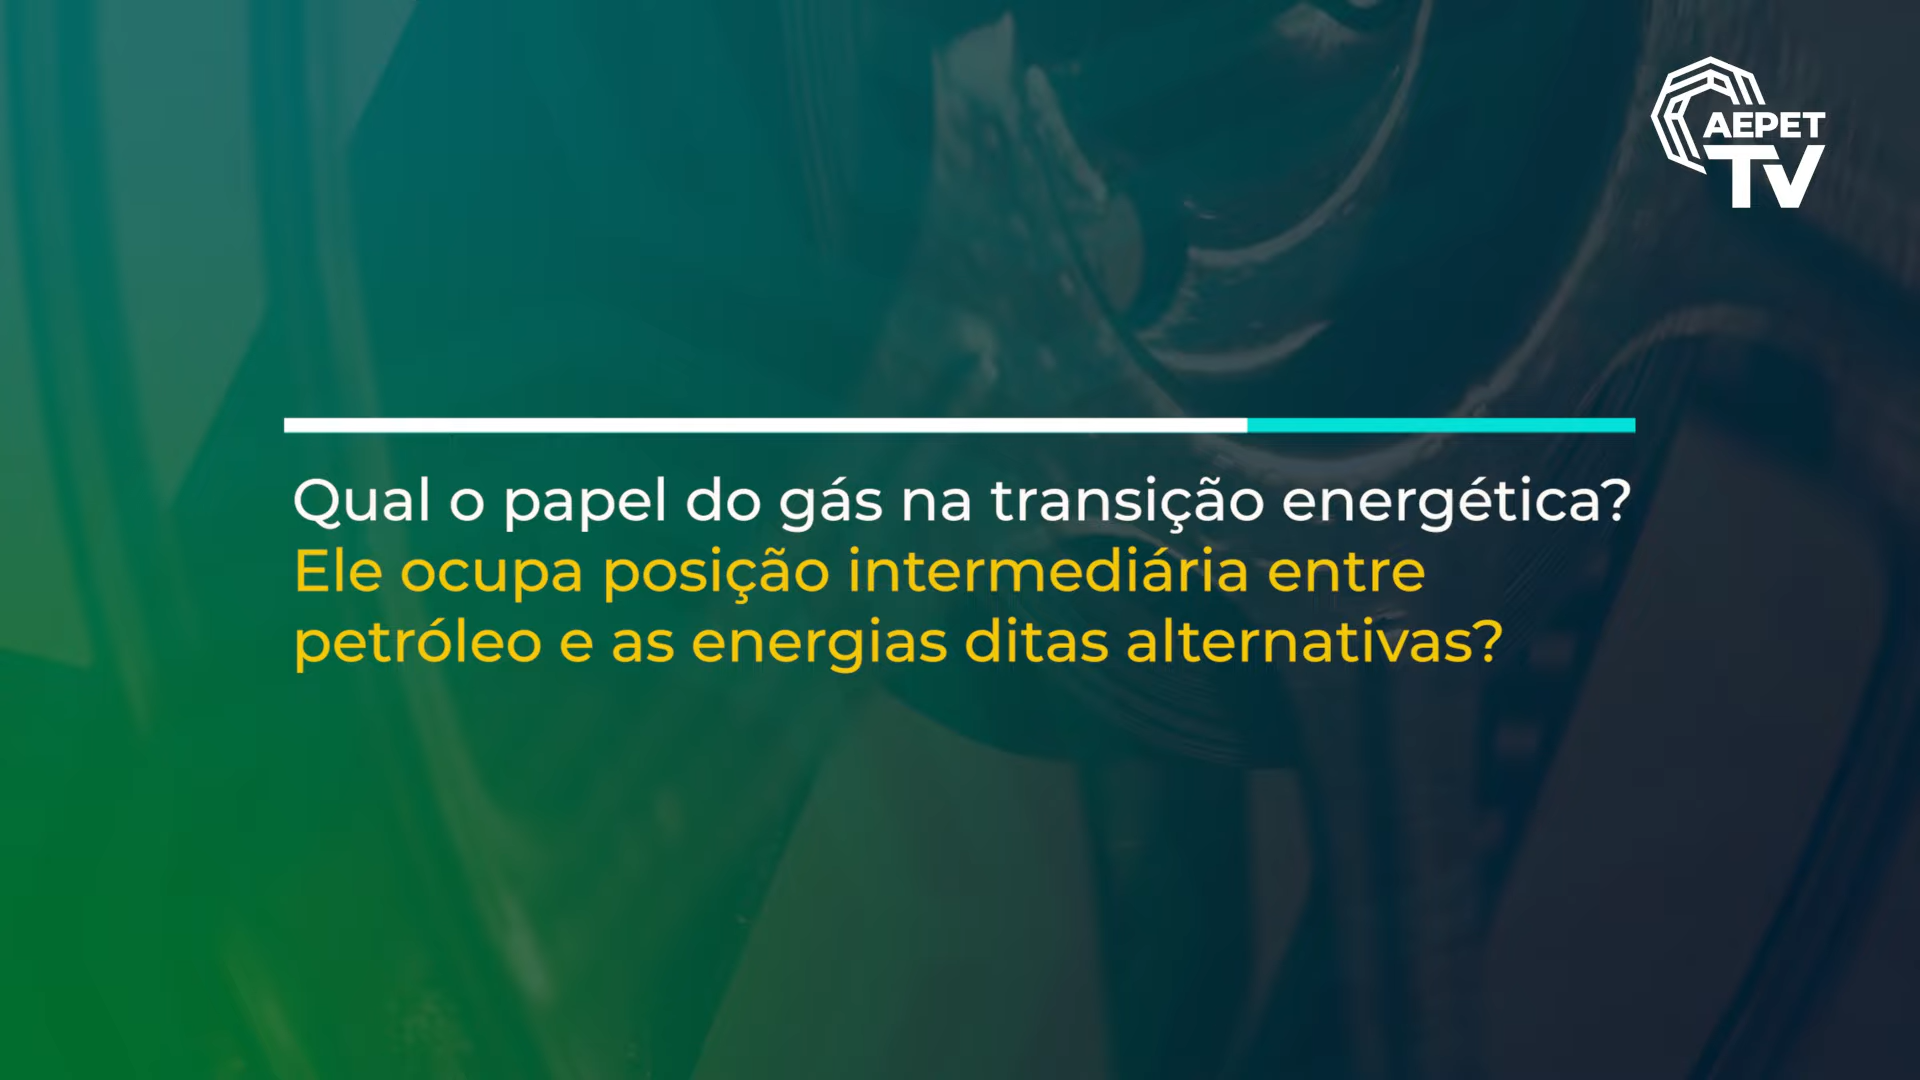 AEPET
TV
Qual o papel do gás na transição energética?
Ele ocupa posição intermediária entre
petróleo e as energias ditas alternativas?